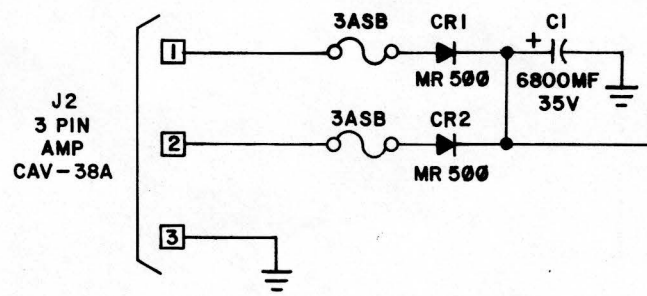 3ASB
CR1
C1
1
+
MR 500
6800MF
35V
J2
3 PIN
AMP
CAV-38A
3ASB
CR2
2
MR 500
3